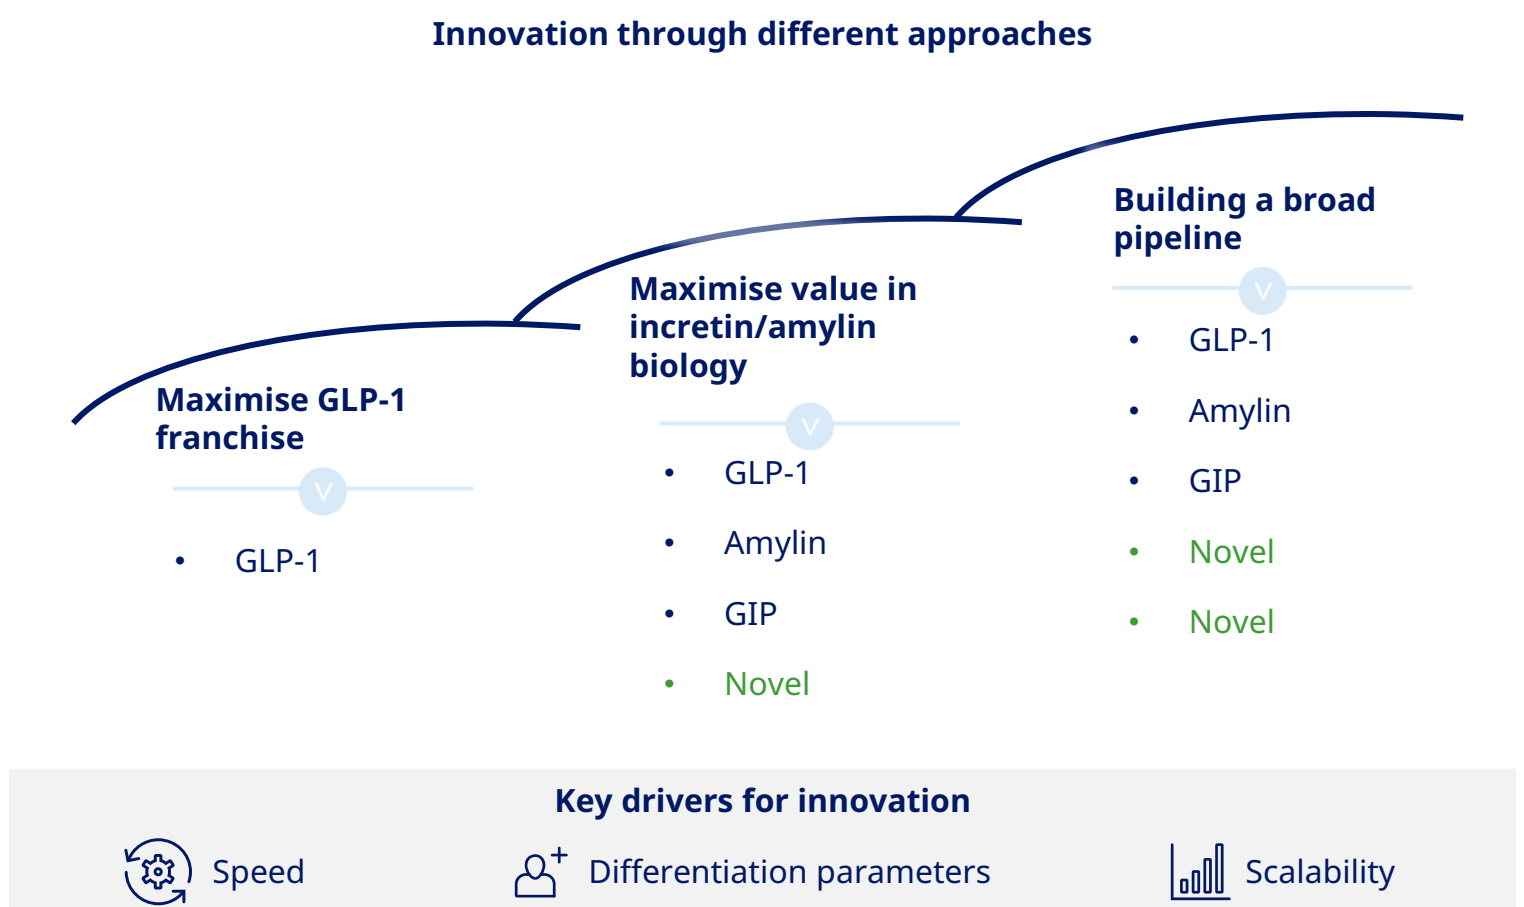 Innovation through different approaches
Maximise GLP-1
franchise
• GLP-1
Maximise value in
incretin/amylin
biology
• GLP-1
• Amylin
• GIP
• Novel
Building a broad
pipeline
• GLP-1
• Amylin
• GIP
• Novel
• Novel
Key drivers for innovation
Speed
Differentiation parameters
Scalability